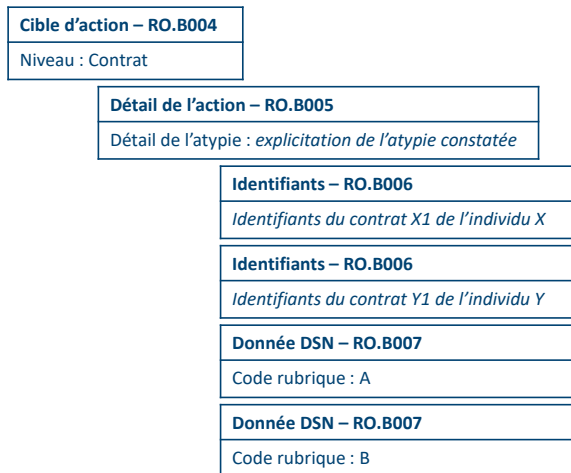 Cible d’action – RO.B004
Niveau : Contrat
Détail de l’action – RO.B005
Détail de l’atypie : explicitation de l’atypie constatée
Identifiants – RO.B006
Identifiants du contrat X1 de l’individu X
Identifiants – RO.B006
Identifiants du contrat Y1 de l’individu Y
Donnée DSN – RO.B007
Code rubrique : A
Donnée DSN – RO.B007
Code rubrique : B